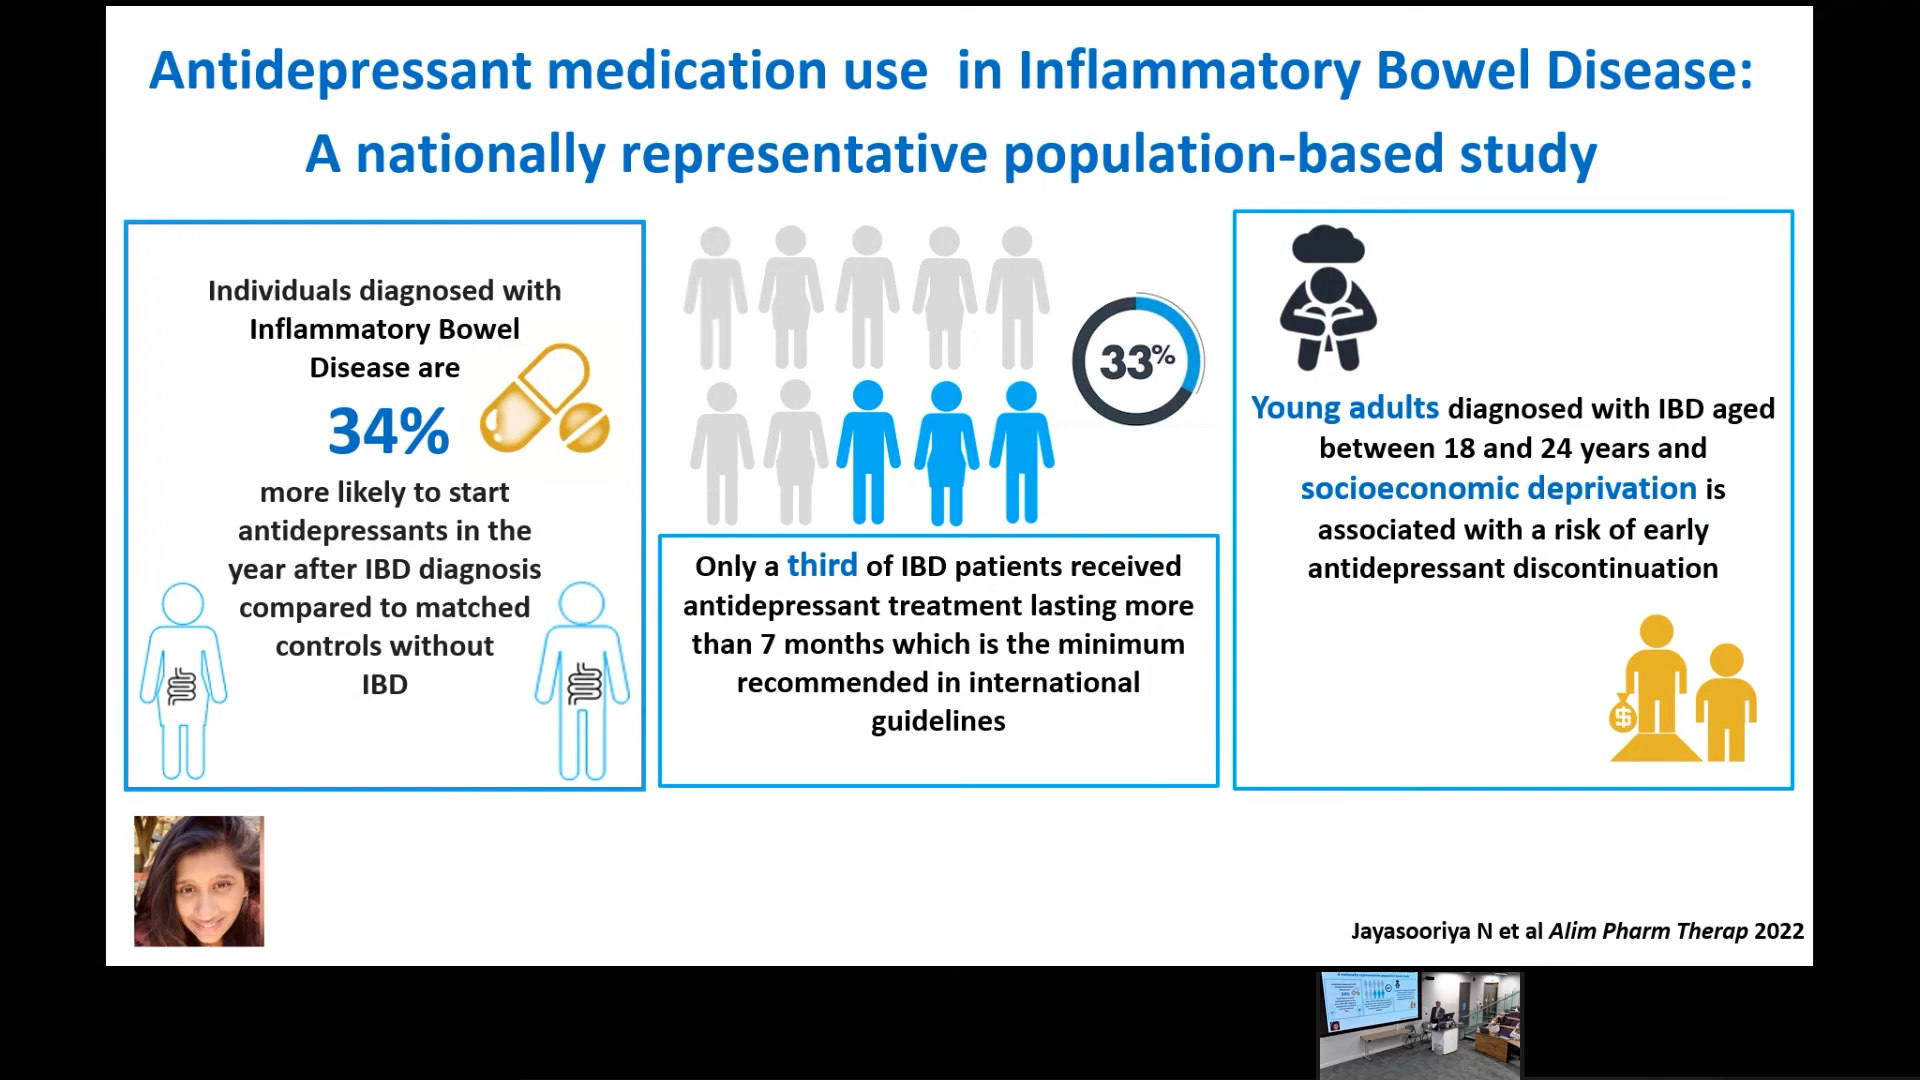 Antidepressant medication use in Inflammatory Bowel Disease:
A nationally representative population-based study
Individuals diagnosed with
Inflammatory Bowel
Disease are
34%
more likely to start
antidepressants in the
year after IBD diagnosis
compared to matched
controls without
IBD
33%
Only a third of IBD patients received
antidepressant treatment lasting more
than 7 months which is the minimum
recommended in international
guidelines
Young adults diagnosed with IBD aged
between 18 and 24 years and
socioeconomic deprivation is
associated with a risk of early
antidepressant discontinuation
$
Jayasooriya N et al Alim Pharm Therap 2022